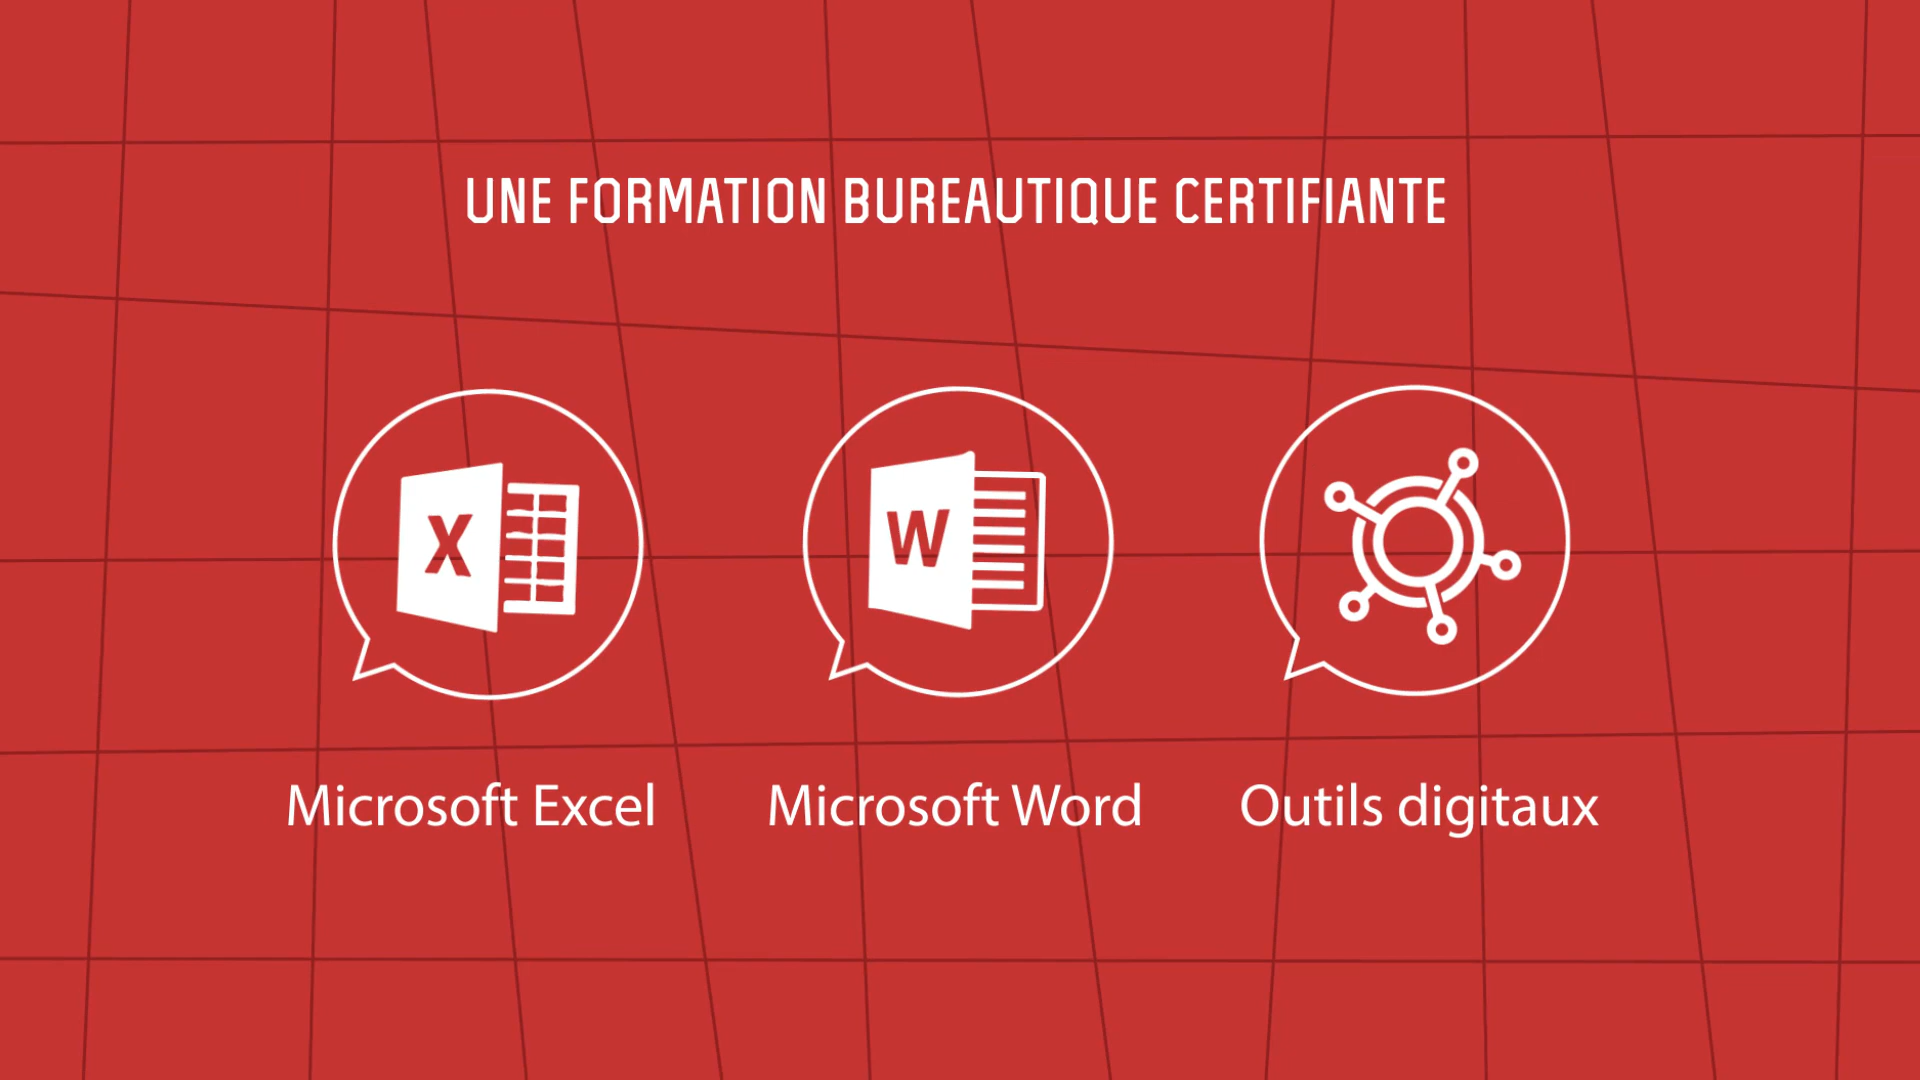 UNE FORMATION BUREAUTIQUE CERTIFIANTE
X
W
Microsoft Excel
Microsoft Word
Outils digitaux